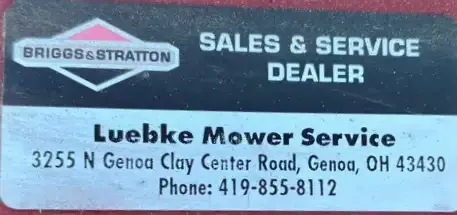 BRIGGS&STRATTON
SALES & SERVICE
DEALER
Luebke Mower Service
3255 N Genoa Clay Center Road, Genoa, OH 43430
Phone: 419-855-8112